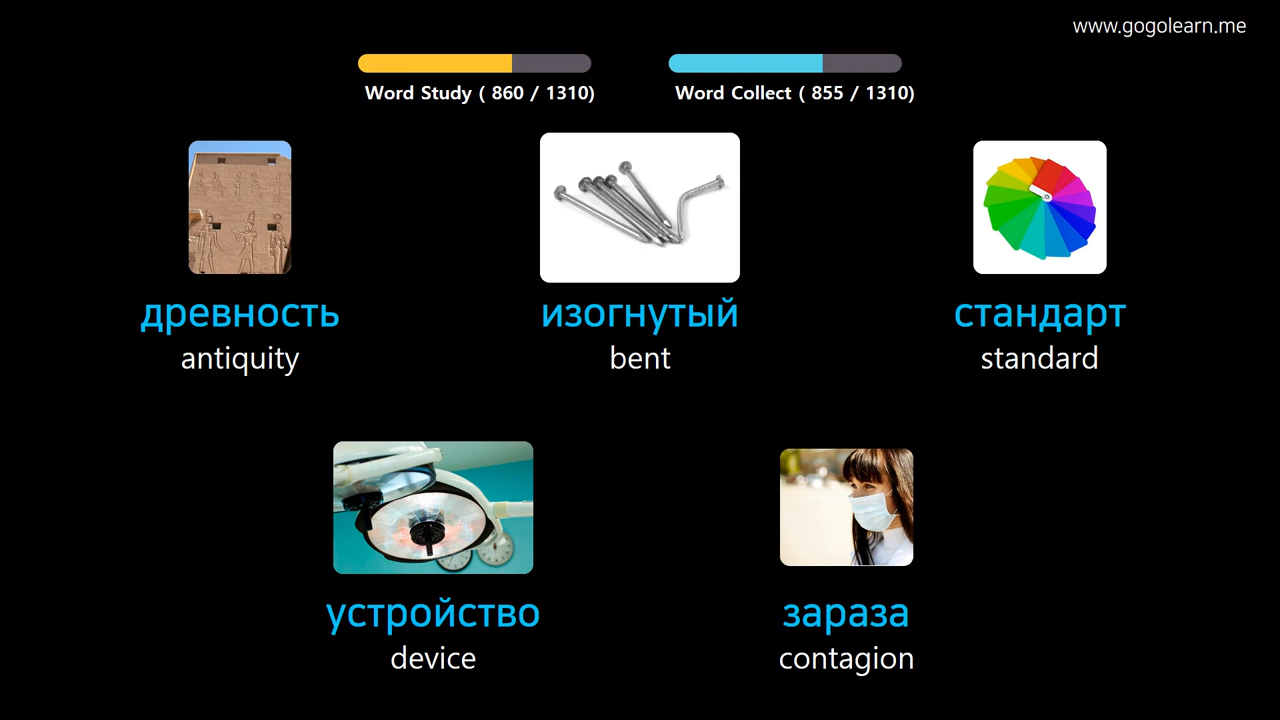 www.gogolearn.me
Word Study ( 860 / 1310)
Word Collect ( 855 / 1310)
древность
antiquity
изогнутый
bent
стандарт
standard
устройство
device
зараза
contagion